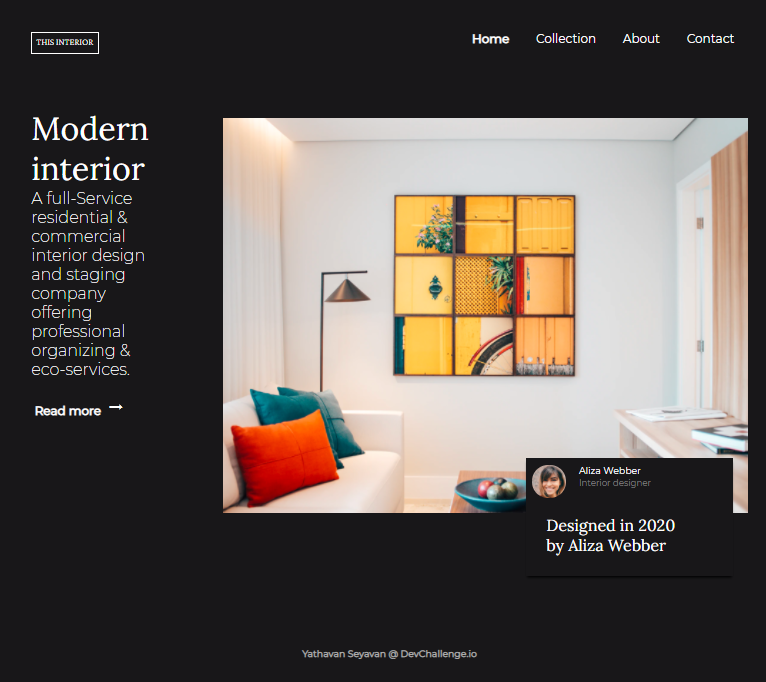 THIS INTERIOR
Home Collection About Contact
Modern
interior
A full-Service
residential &
commercial
interior design
and staging
company
offering
professional
organizing &
eco-services.
Read more
Aliza Webber
Interior designer
Designed in 2020
by Aliza Webber
Yathavan Seyavan @ DevChallenge.io